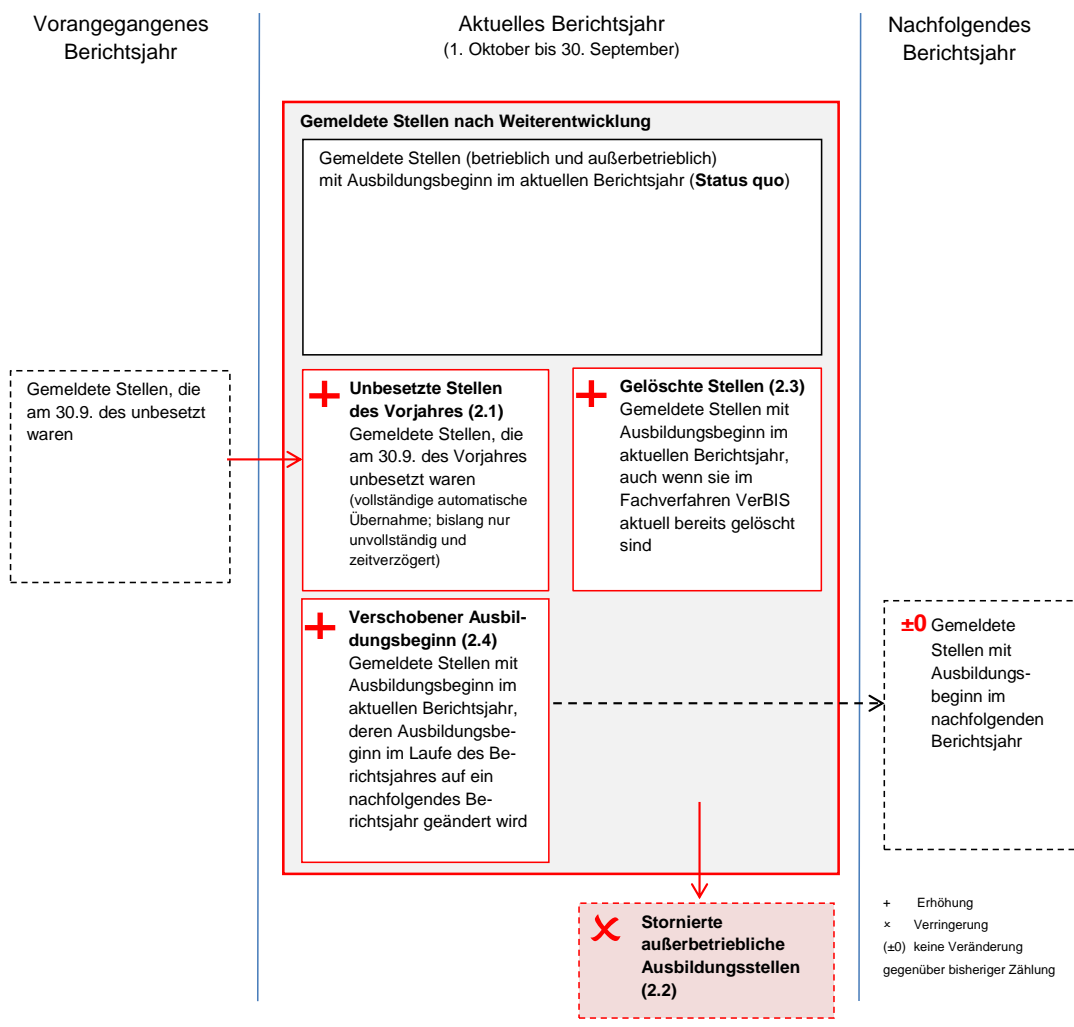 Vorangegangenes
Berichtsjahr
Aktuelles Berichtsjahr
(1. Oktober bis 30. September)
Nachfolgendes
Berichtsjahr
Gemeldete Stellen nach Weiterentwicklung
Gemeldete Stellen (betrieblich und außerbetrieblich)
mit Ausbildungsbeginn im aktuellen Berichtsjahr (Status quo)
Gemeldete Stellen, die
am 30.9. des unbesetzt
waren
+ Unbesetzte Stellen
des Vorjahres (2.1)
Gemeldete Stellen, die
am 30.9. des Vorjahres
unbesetzt waren
(vollständige automatische
Übernahme; bislang nur
unvollständig und
zeitverzögert)
+ Gelöschte Stellen (2.3)
Gemeldete Stellen mit
Ausbildungsbeginn im
aktuellen Berichtsjahr,
auch wenn sie im
Fachverfahren VerBIS
aktuell bereits gelöscht
sind
+ Verschobener Ausbil-
dungsbeginn (2.4)
Gemeldete Stellen mit
Ausbildungsbeginn im
aktuellen Berichtsjahr,
deren Ausbildungsbe-
ginn im Laufe des Be-
richtsjahres auf ein
nachfolgendes Be-
richtsjahr geändert wird
±0 Gemeldete
Stellen mit
Ausbildungs-
beginn im
nachfolgenden
Berichtsjahr
× Stornierte
außerbetriebliche
Ausbildungsstellen
(2.2)
+ Erhöhung
× Verringerung
(±0) keine Veränderung
gegenüber bisheriger Zählung